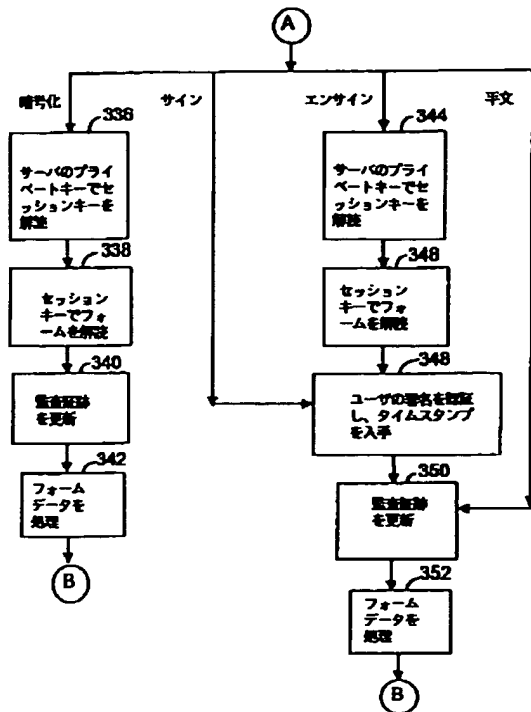 A
暗号化
サイン
エンサイン
平文
338
344
サーバのプライ
ベートキーでセ
ッションキーを
解読
サーバのプライ
ベートキーでセ
ッションキーを
解読
338
348
セッション
キーでフォ
ームを解読
セッション
キーでフォ
ームを解読
340
348
監査証跡
を更新
ユーザの署名を認証
し、タイムスタンプ
を入手
342
350
フォーム
データを
処理
監査証跡
を更新
B
352
フォーム
データを
処理
B